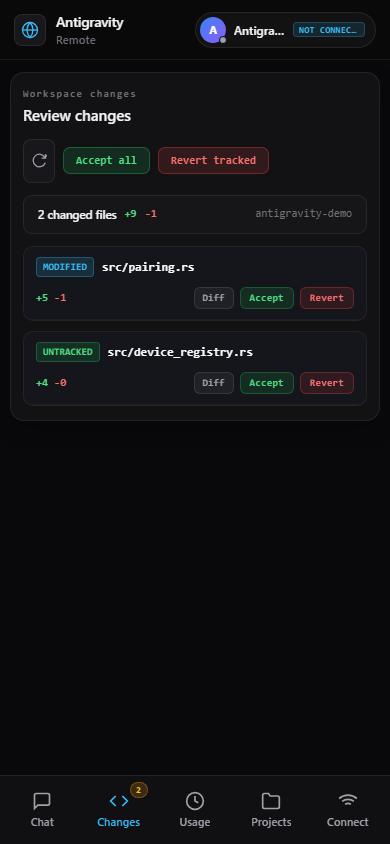 Antigravity
Remote
A
Antigra...
NOT CONNEC...
Workspace changes
Review changes
Accept all
Revert tracked
2 changed files +9 -1
antigravity-demo
MODIFIED src/pairing.rs
+5 -1
Diff
Accept
Revert
UNTRACKED src/device_registry.rs
+4 -0
Diff
Accept
Revert
2
Chat
Changes
Usage
Projects
Connect